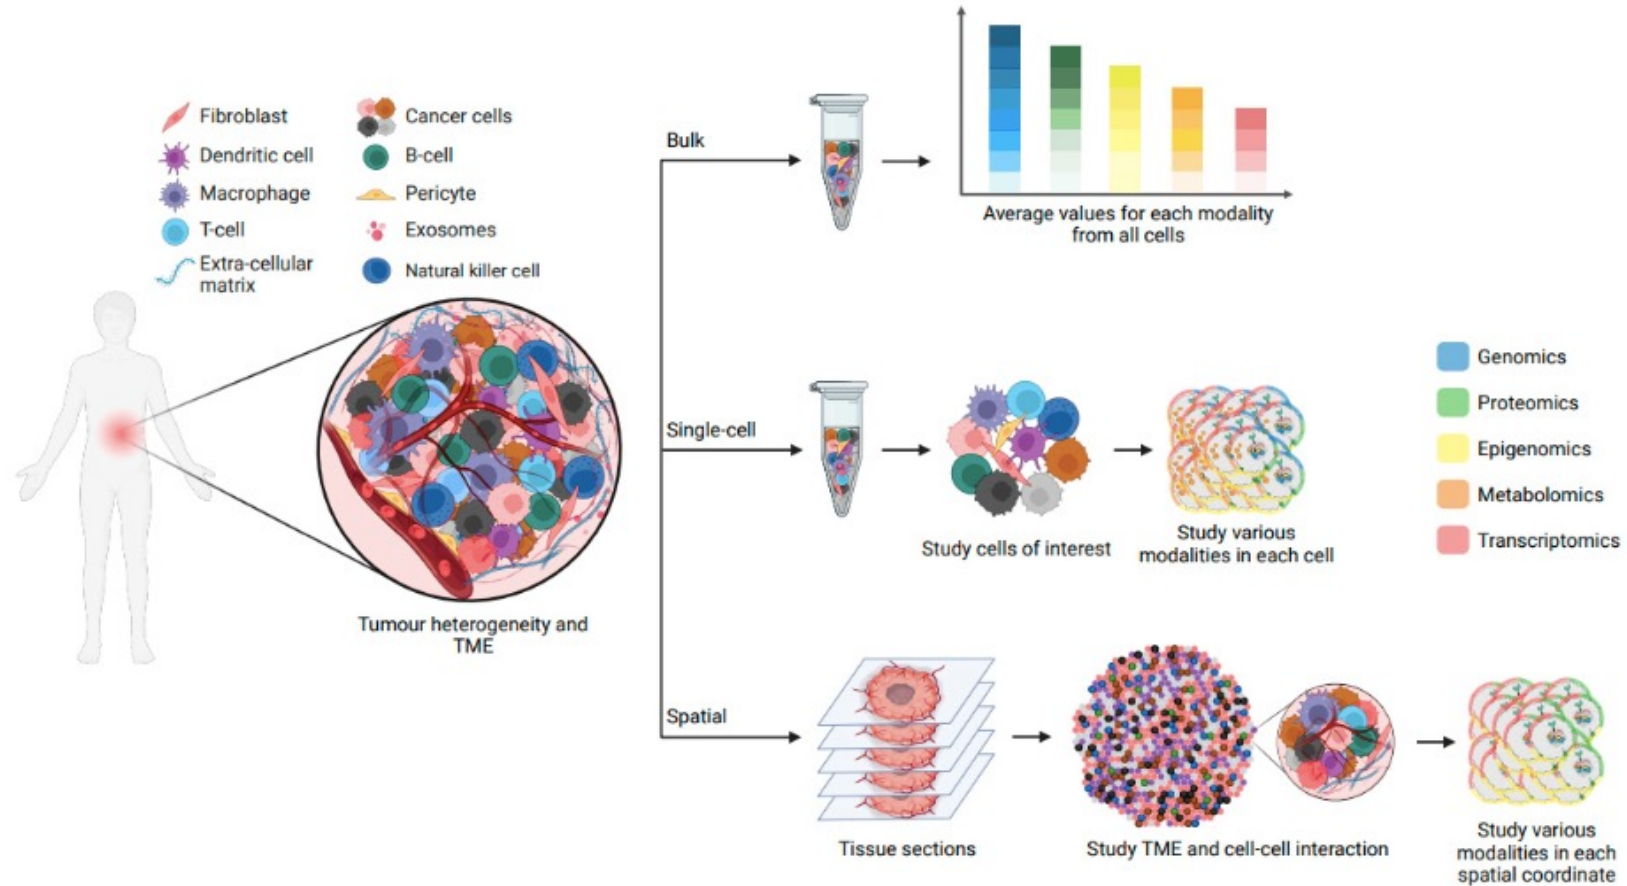 Fibroblast
Cancer cells
Dendritic cell
B-cell
Macrophage
Pericyte
T-cell
Exosomes
Extra-cellular
matrix
Natural killer cell
Tumour heterogeneity and
TME
Bulk
Average values for each modality
from all cells
Single-cell
Study cells of interest
Study various
modalities in each cell
Genomics
Proteomics
Epigenomics
Metabolomics
Transcriptomics
Spatial
Tissue sections
Study TME and cell-cell interaction
Study various
modalities in each
spatial coordinate